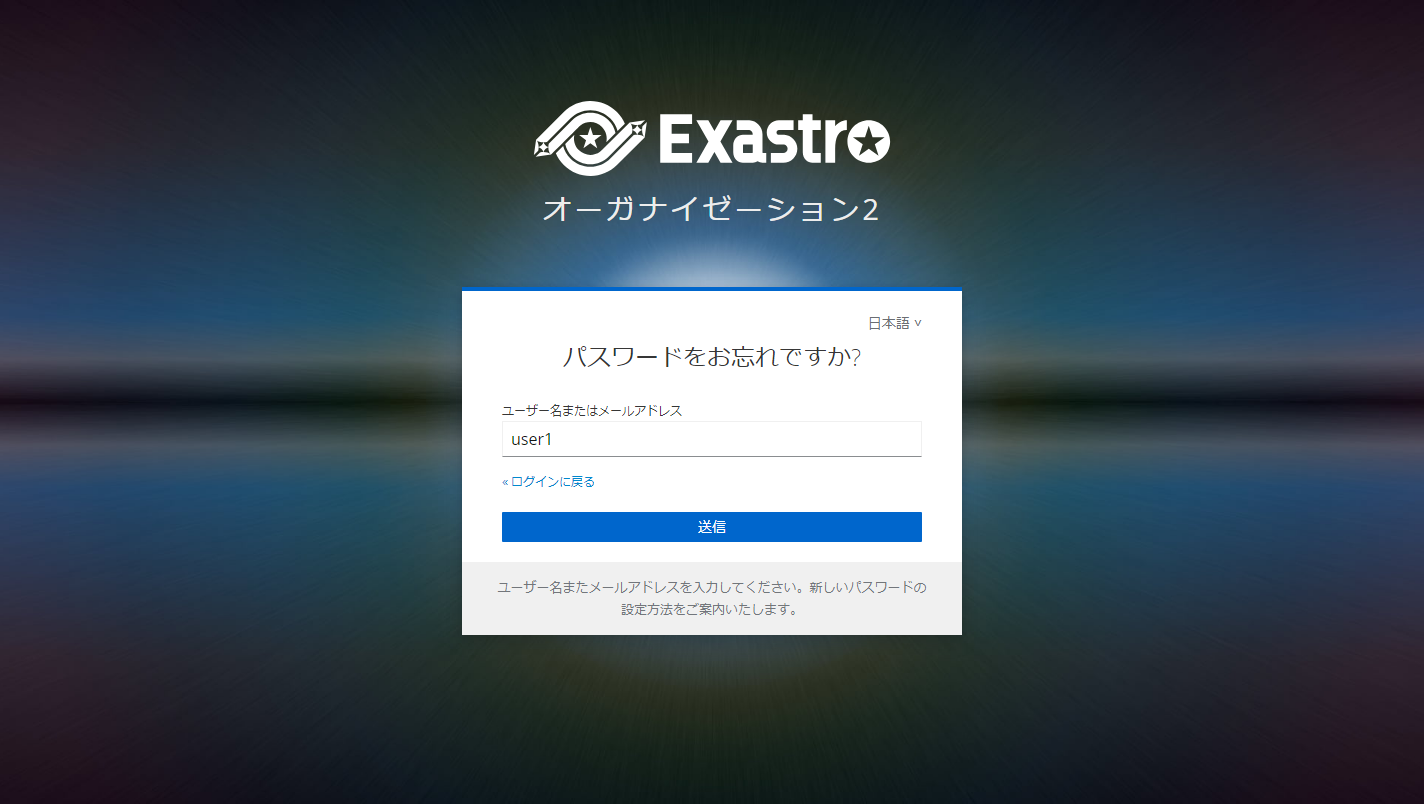 Exastro
オーガナイゼーション2
日本語 ˅
パスワードをお忘れですか?
ユーザー名またはメールアドレス
user1
« ログインに戻る
送信
ユーザー名またメールアドレスを入力してください。新しいパスワードの
設定方法をご案内いたします。